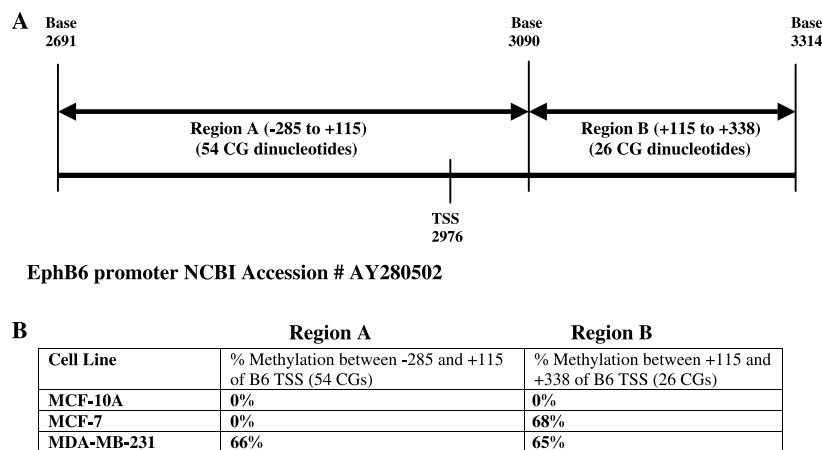 A
Base
2691
Base
3090
Base
3314
Region A (-285 to +115)
(54 CG dinucleotides)
Region B (+115 to +338)
(26 CG dinucleotides)
TSS
2976
EphB6 promoter NCBI Accession # AY280502
B
Region A Region B
Cell Line % Methylation between -285 and +115 of B6 TSS (54 CGs) % Methylation between +115 and +338 of B6 TSS (26 CGs)
MCF-10A 0% 0%
MCF-7 0% 68%
MDA-MB-231 66% 65%